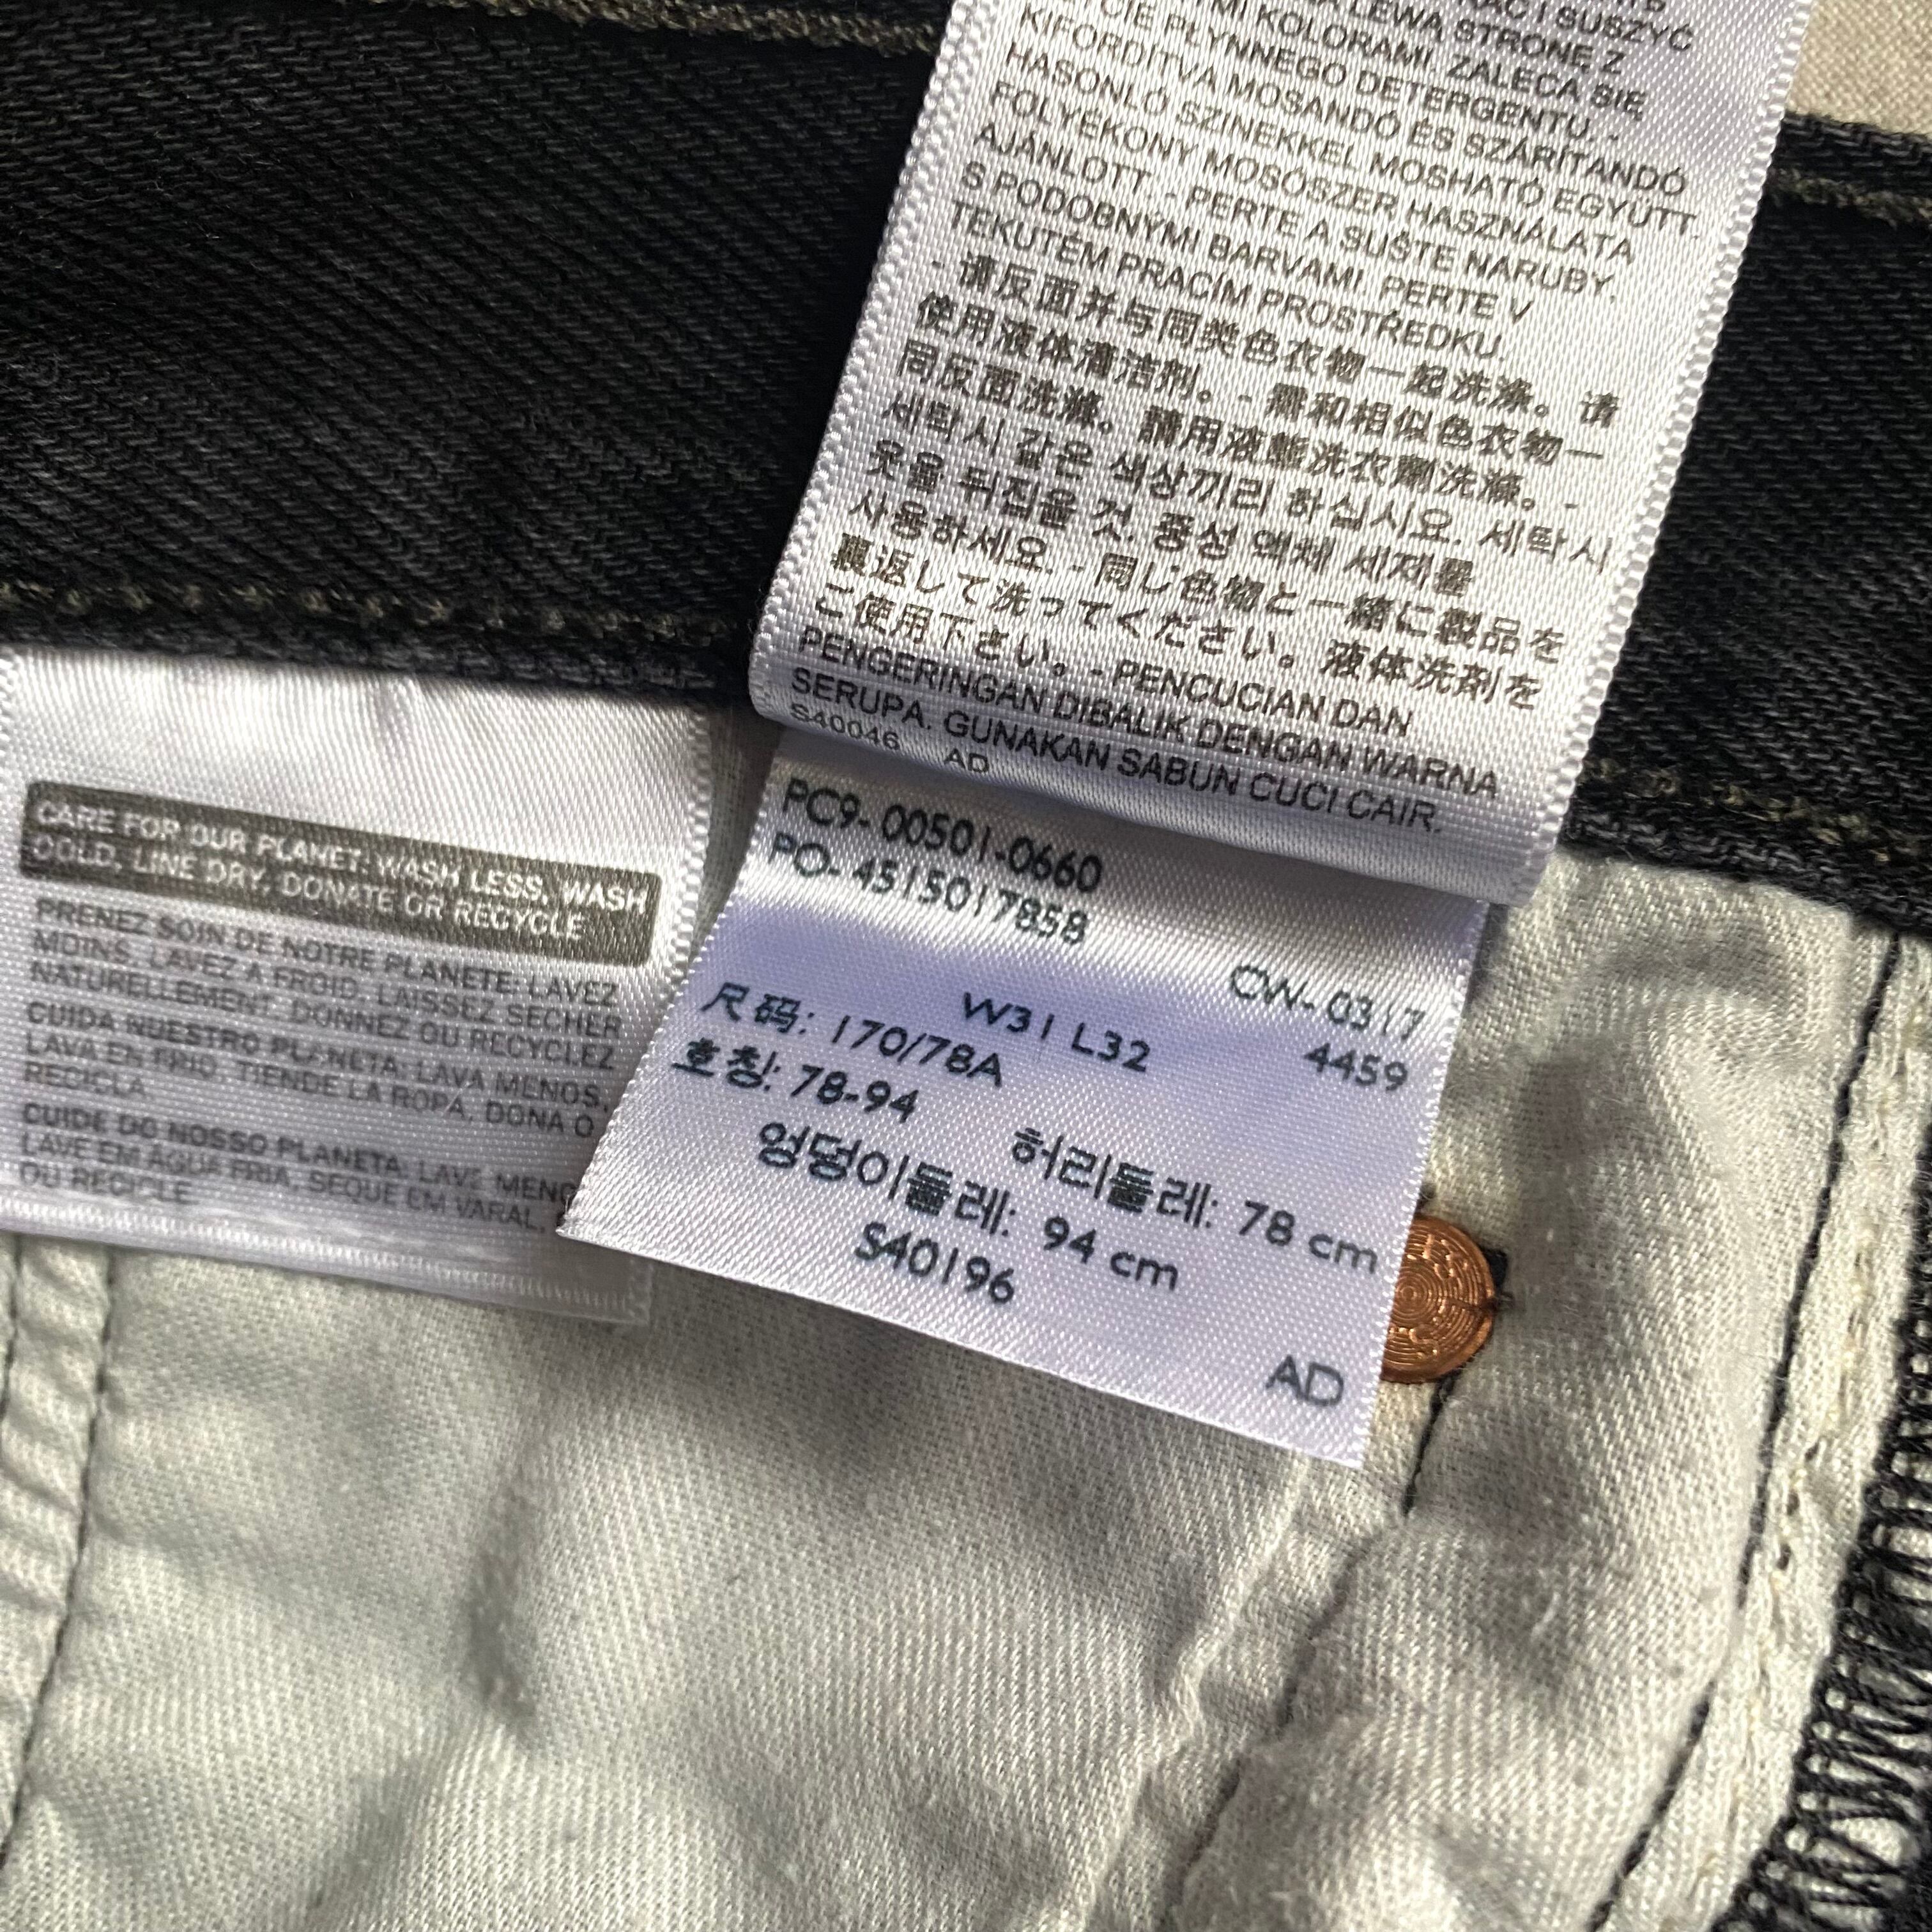 LEWA STRONĘ Z
MI KOLORAMI. ZALECA SIĘ
PŁYNNEGO DETERGENTU. -
KIFORDÍTVA MOSANDÓ ÉS SZÁRÍTANDÓ
HASONLÓ SZÍNEKKEL MOSHATÓ EGYÜTT.
FOLYÉKONY MOSÓSZER HASZNÁLATA
AJÁNLOTT. - PERTE A SUŠTE NARUBY.
S PODOBNÝMI BARVAMI. PERTE V
TEKUTÉM PRACÍM PROSTŘEDKU.
- 请反面并与同类色衣物一起洗涤。请
使用液体清洁剂。- 需和相似色衣物一
同反面洗滌。請用液體洗衣劑洗滌。-
세탁시 같은 색상끼리 하십시요. 세탁시
옷을 뒤집을 것. 중성 액체 세제를
사용하세요. - 同じ色物と一緒に製品を
裏返して洗ってください。液体洗剤を
ご使用下さい。- PENCUCIAN DAN
PENGERINGAN DIBALIK DENGAN WARNA
SERUPA. GUNAKAN SABUN CUCI CAIR.
S40046 AD
PC9-00501-0660
PO-4515017858
CW-0317
W31 L32 4459
尺码: 170/78A
호칭: 78-94
허리둘레: 78 cm
엉덩이둘레: 94 cm
S40196
AD
CARE FOR OUR PLANET: WASH LESS, WASH
COLD, LINE DRY, DONATE OR RECYCLE
PRENEZ SOIN DE NOTRE PLANETE: LAVEZ
MOINS, LAVEZ A FROID, LAISSEZ SECHER
NATURELLEMENT, DONNEZ OU RECYCLEZ
CUIDA NUESTRO PLANETA: LAVA MENOS,
LAVA EN FRIO, TIENDE LA ROPA, DONA O
RECICLA.
CUIDE DO NOSSO PLANETA: LAVE
LAVE EM ÁGUA FRIA, SEQUE EM VARAL,
OU RECICLE